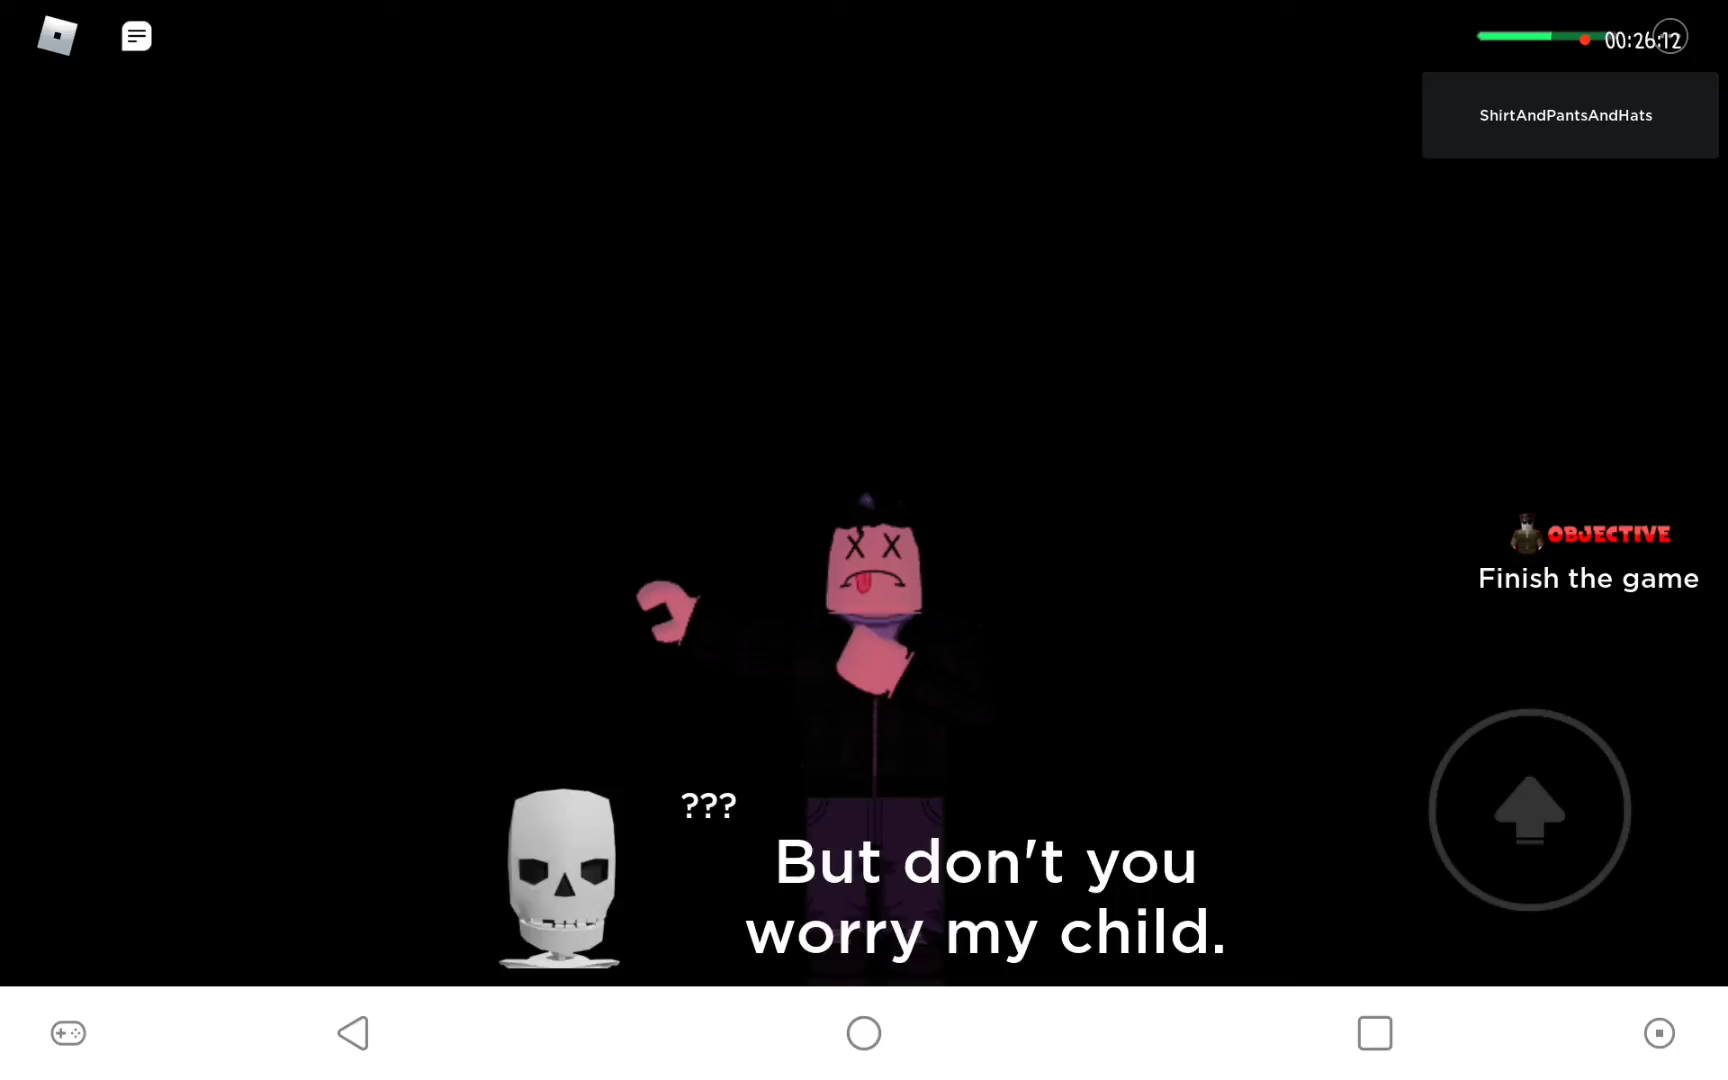 00:26:12
ShirtAndPantsAndHats
OBJECTIVE
Finish the game
???
But don't you
worry my child.